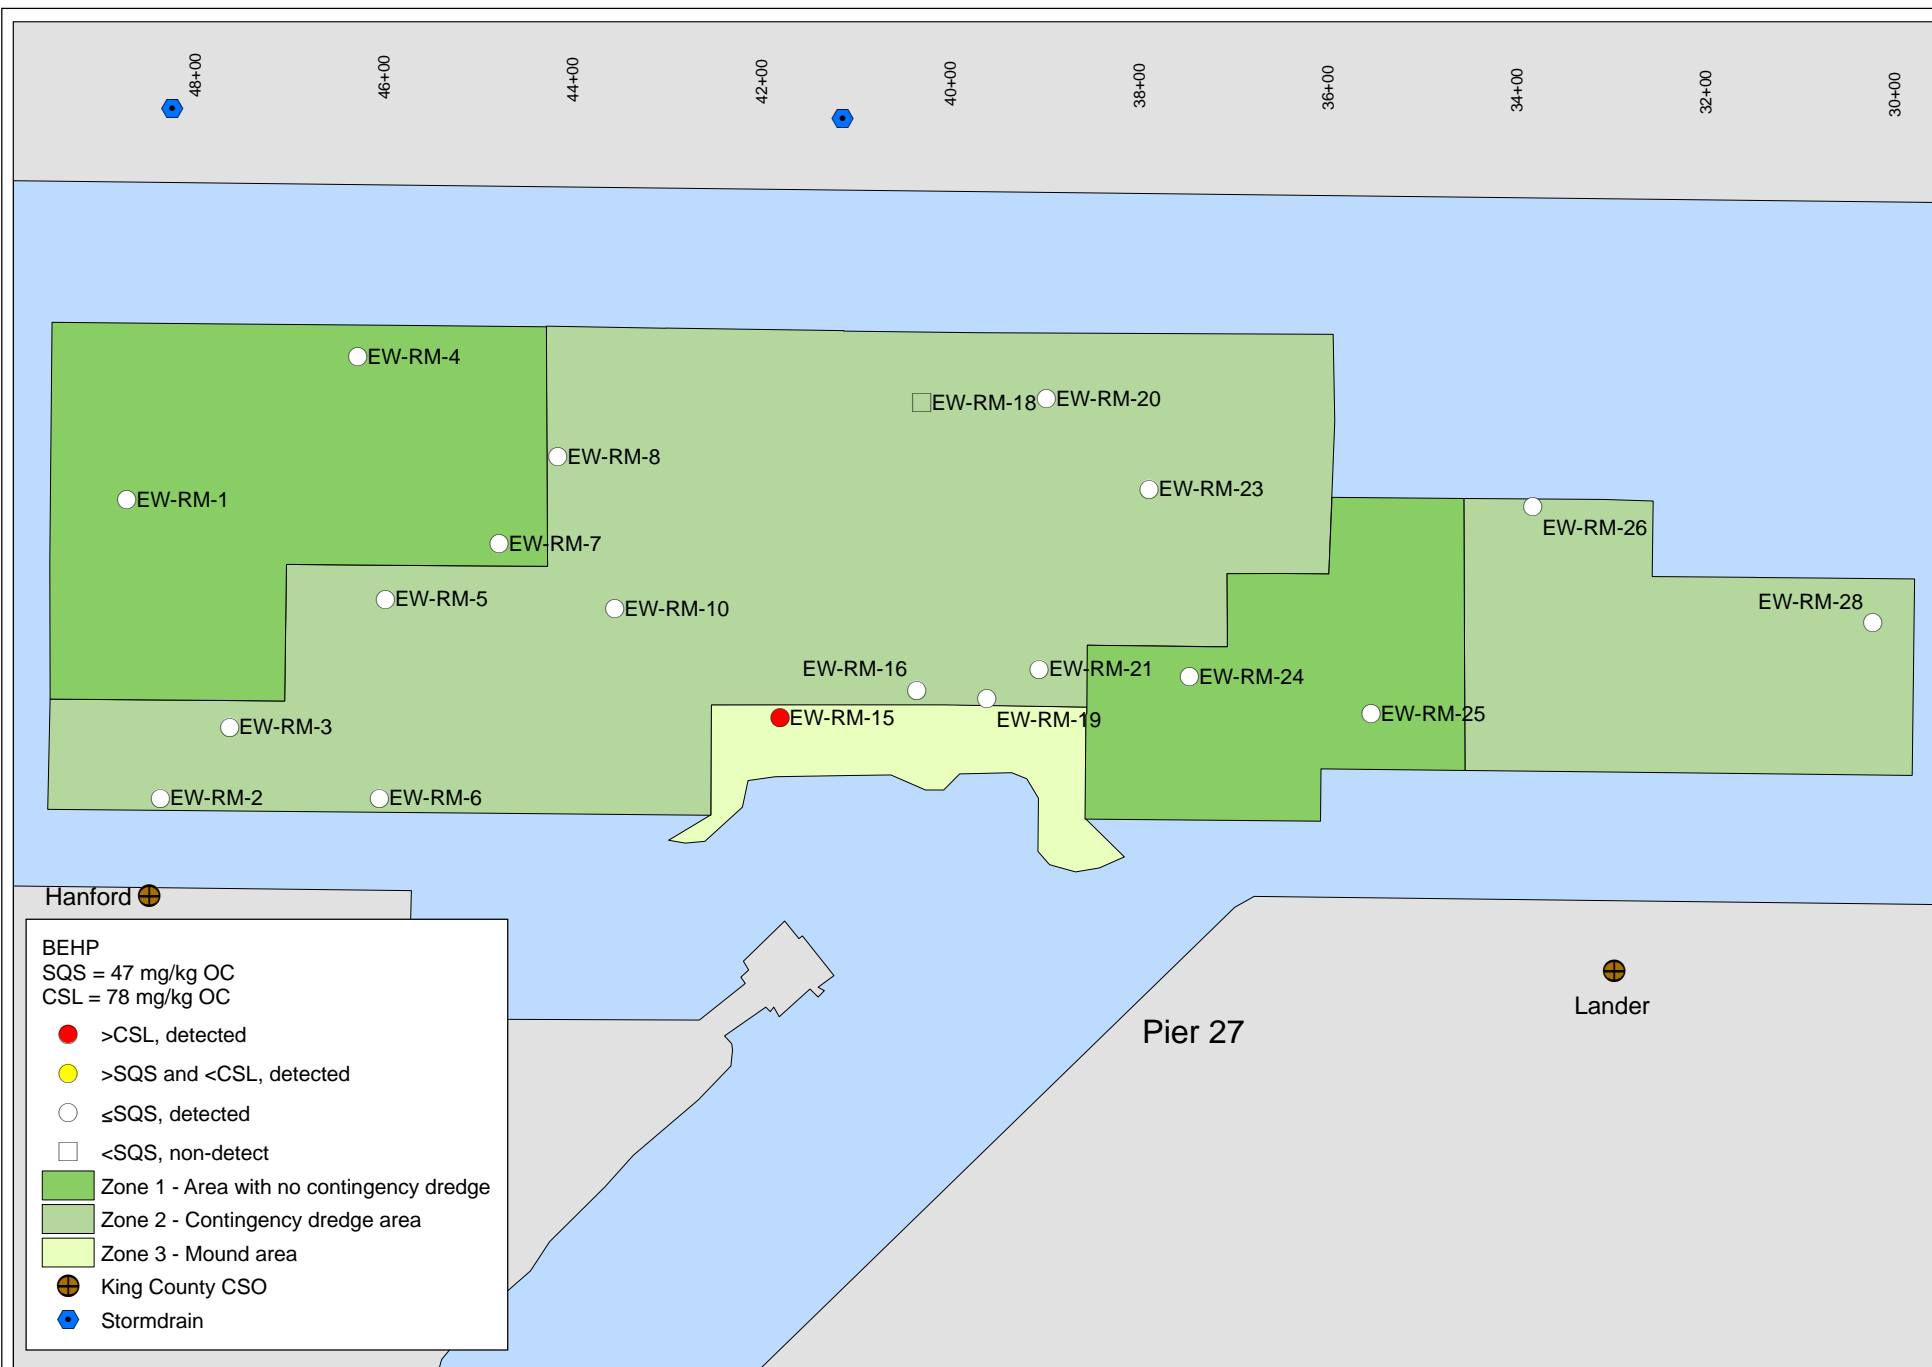 48+00
46+00
44+00
42+00
40+00
38+00
36+00
34+00
32+00
30+00
EW-RM-4
EW-RM-18
EW-RM-20
EW-RM-8
EW-RM-23
EW-RM-1
EW-RM-26
EW-RM-7
EW-RM-5
EW-RM-10
EW-RM-28
EW-RM-16
EW-RM-21
EW-RM-24
EW-RM-15
EW-RM-19
EW-RM-25
EW-RM-3
EW-RM-2
EW-RM-6
Hanford
Lander
Pier 27
BEHP
SQS = 47 mg/kg OC
CSL = 78 mg/kg OC
>CSL, detected
>SQS and <CSL, detected
≤SQS, detected
<SQS, non-detect
Zone 1 - Area with no contingency dredge
Zone 2 - Contingency dredge area
Zone 3 - Mound area
King County CSO
Stormdrain